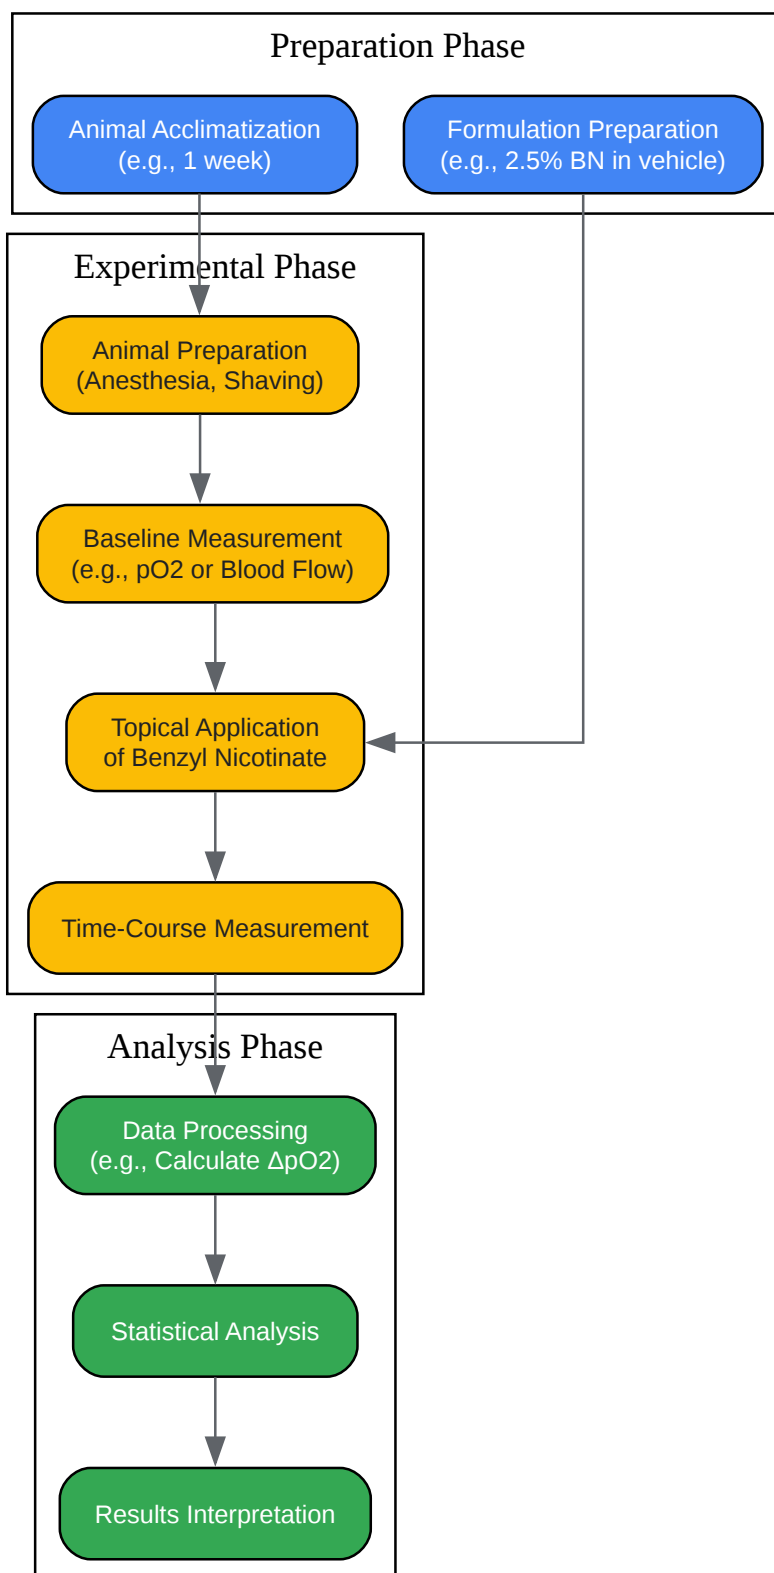 Preparation Phase
Animal Acclimatization
(e.g., 1 week)
Formulation Preparation
(e.g., 2.5% BN in vehicle)
Experimental Phase
Animal Preparation
(Anesthesia, Shaving)
Baseline Measurement
(e.g., pO2 or Blood Flow)
Topical Application
of Benzyl Nicotinate
Time-Course Measurement
Analysis Phase
Data Processing
(e.g., Calculate ΔpO2)
Statistical Analysis
Results Interpretation